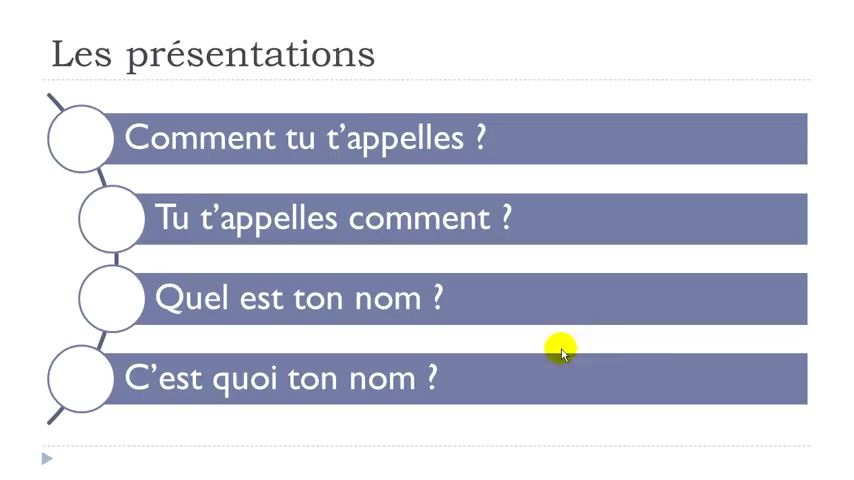 Les présentations
Comment tu t’appelles ?
Tu t’appelles comment ?
Quel est ton nom ?
C’est quoi ton nom ?